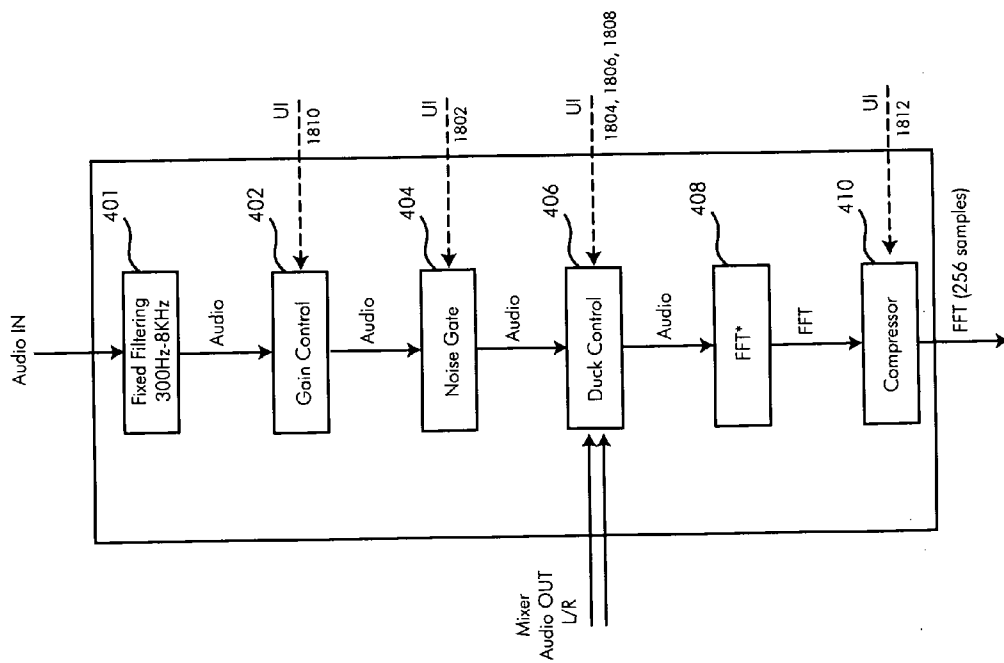 Audio IN
401
Fixed Filtering
300Hz-8KHz
Audio
402
Gain Control
UI
1810
Audio
404
Noise Gate
UI
1802
Audio
406
Duck Control
UI
1804, 1806, 1808
Mixer
Audio OUT
L/R
Audio
408
FFT*
FFT
410
Compressor
UI
1812
FFT (256 samples)